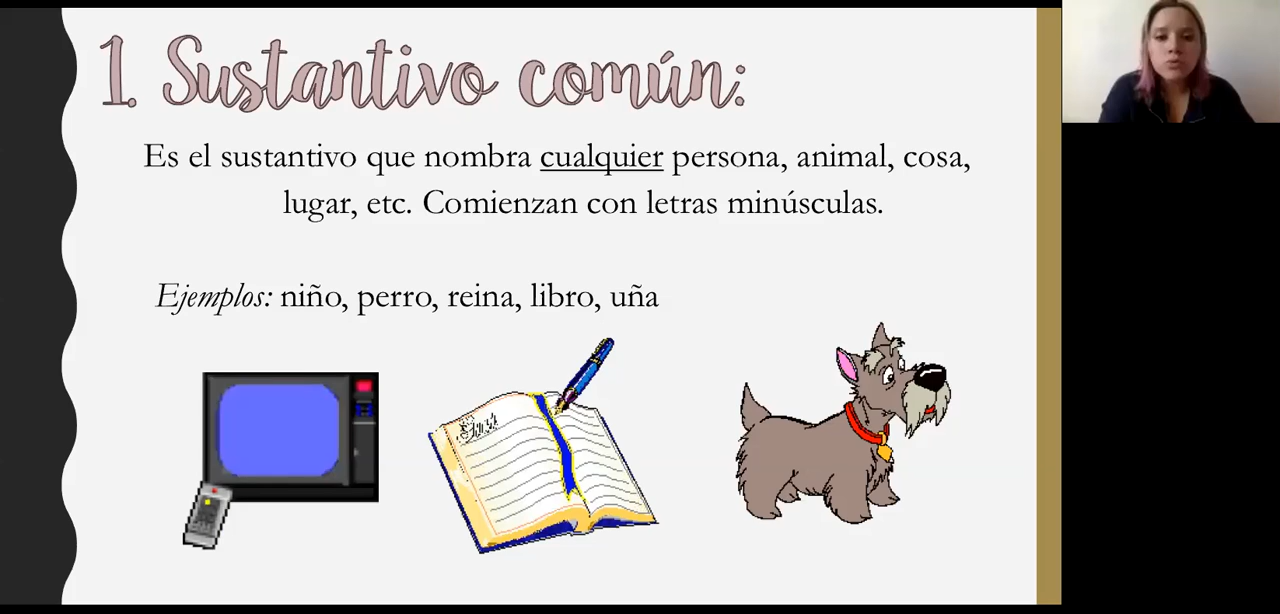 1. Sustantivo común:
Es el sustantivo que nombra cualquier persona, animal, cosa,
lugar, etc. Comienzan con letras minúsculas.
Ejemplos: niño, perro, reina, libro, uña